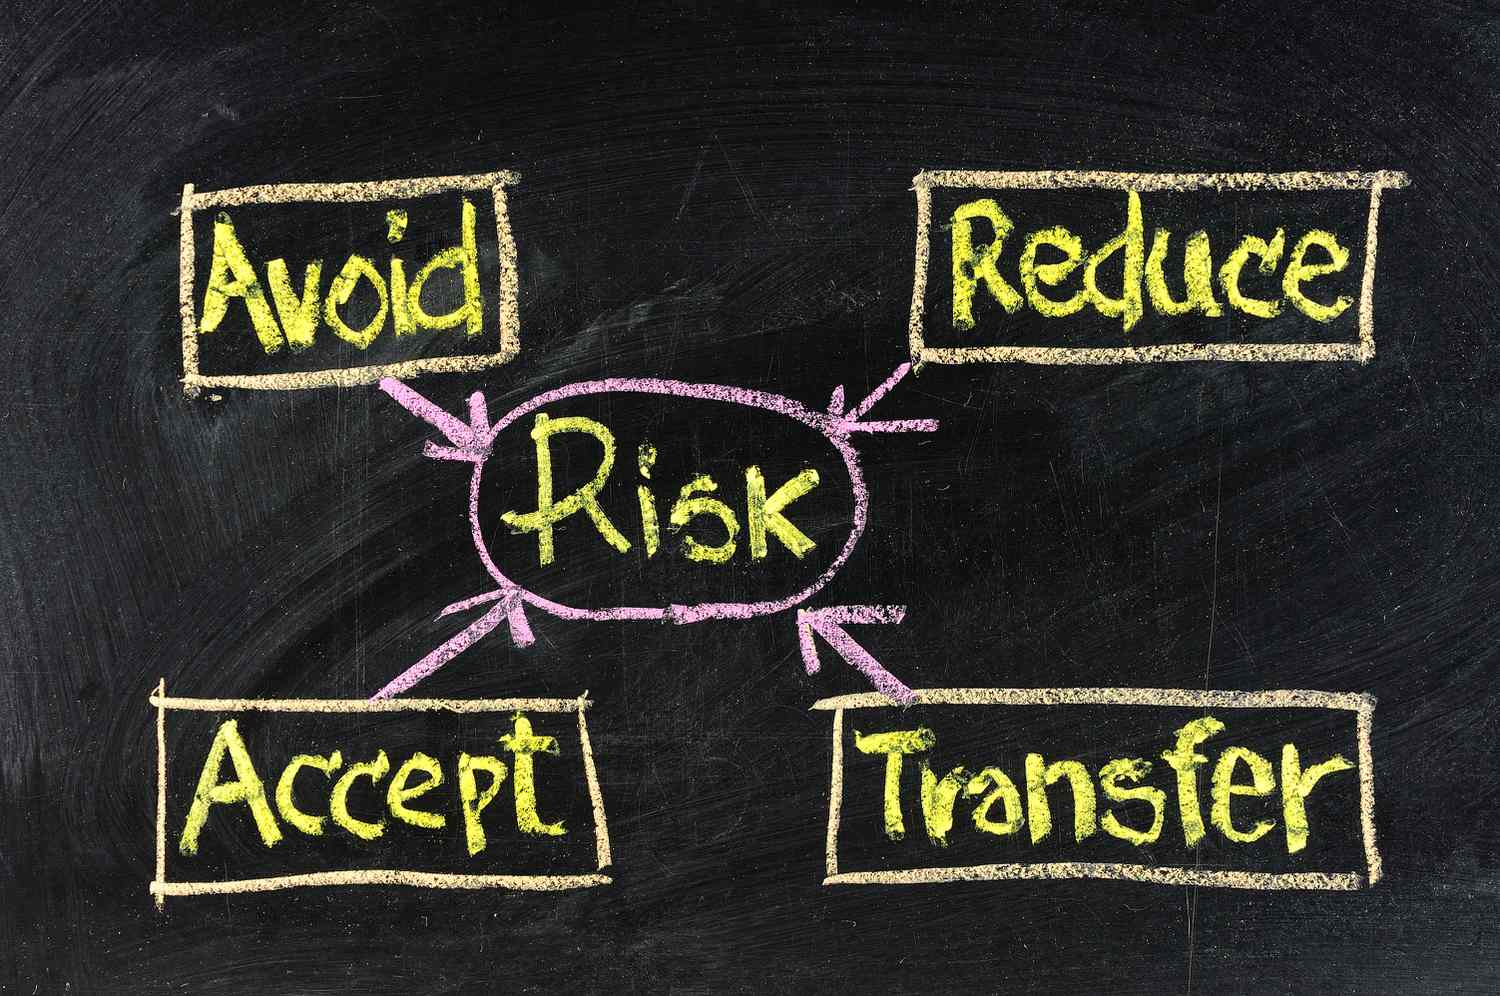 Avoid
Reduce
Risk
Accept
Transfer